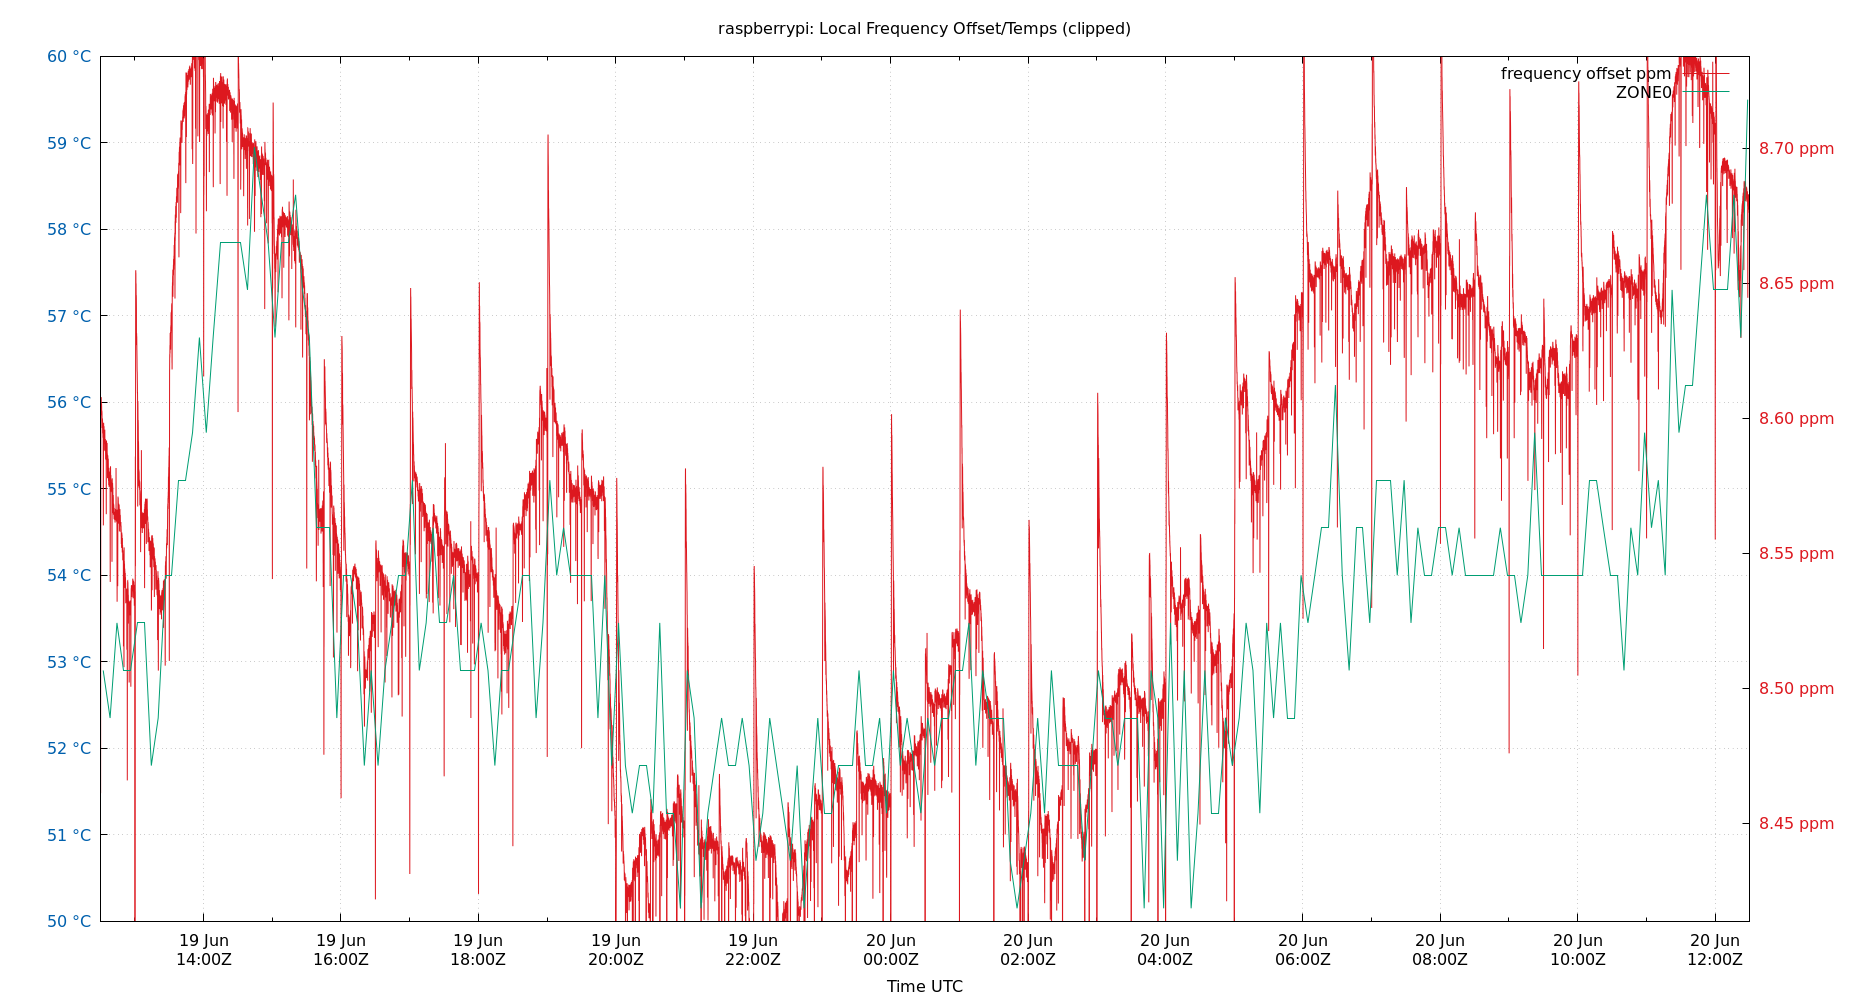 raspberrypi: Local Frequency Offset/Temps (clipped)
frequency offset ppm
ZONE0
60 °C
59 °C
58 °C
57 °C
56 °C
55 °C
54 °C
53 °C
52 °C
51 °C
50 °C
8.70 ppm
8.65 ppm
8.60 ppm
8.55 ppm
8.50 ppm
8.45 ppm
19 Jun
14:00Z
19 Jun
16:00Z
19 Jun
18:00Z
19 Jun
20:00Z
19 Jun
22:00Z
20 Jun
00:00Z
20 Jun
02:00Z
20 Jun
04:00Z
20 Jun
06:00Z
20 Jun
08:00Z
20 Jun
10:00Z
20 Jun
12:00Z
Time UTC